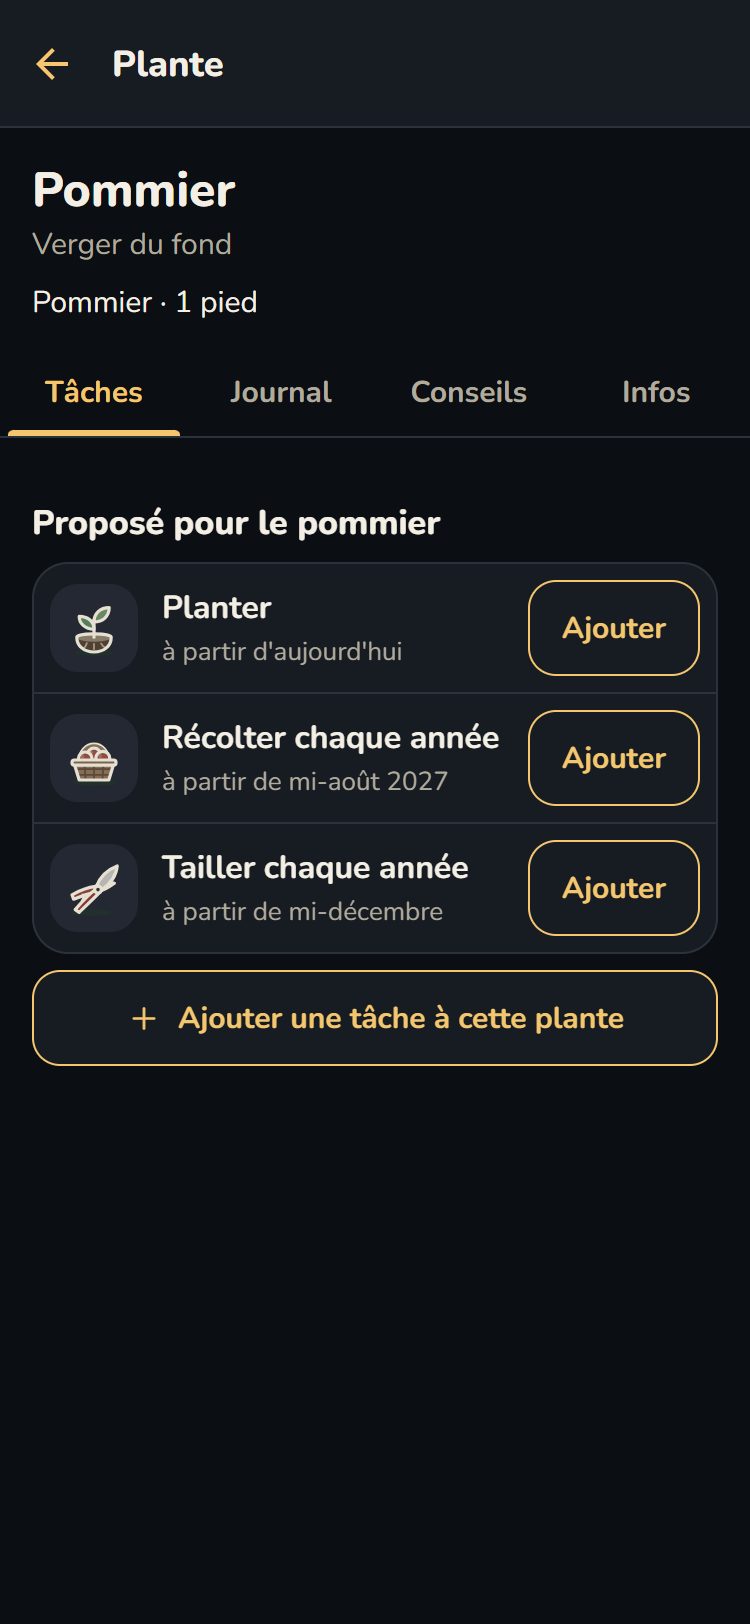 Plante
Pommier
Verger du fond
Pommier · 1 pied
Tâches
Journal
Conseils
Infos
Proposé pour le pommier
Planter
à partir d'aujourd'hui
Ajouter
Récolter chaque année
à partir de mi-août 2027
Ajouter
Tailler chaque année
à partir de mi-décembre
Ajouter
+ Ajouter une tâche à cette plante